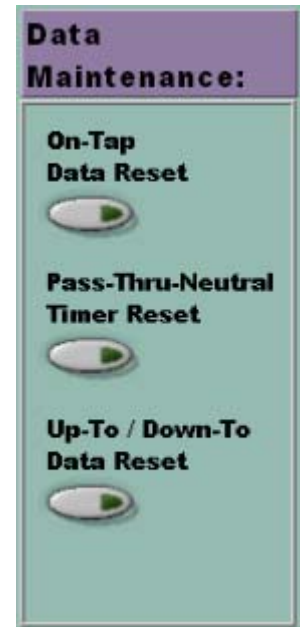 Data
Maintenance:
On-Tap
Data Reset
Pass-Thru-Neutral
Timer Reset
Up-To / Down-To
Data Reset